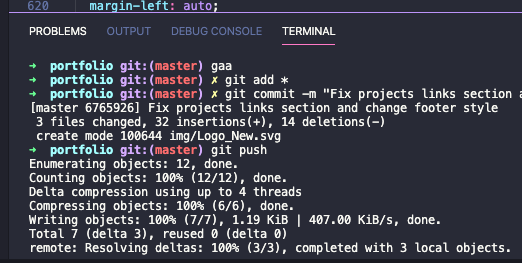 620 margin-left: auto;
PROBLEMS OUTPUT DEBUG CONSOLE TERMINAL
➜ portfolio git:(master) gaa
➜ portfolio git:(master) ✗ git add *
➜ portfolio git:(master) ✗ git commit -m "Fix projects links section
[master 6765926] Fix projects links section and change footer style
3 files changed, 32 insertions(+), 14 deletions(-)
create mode 100644 img/Logo_New.svg
➜ portfolio git:(master) git push
Enumerating objects: 12, done.
Counting objects: 100% (12/12), done.
Delta compression using up to 4 threads
Compressing objects: 100% (6/6), done.
Writing objects: 100% (7/7), 1.19 KiB | 407.00 KiB/s, done.
Total 7 (delta 3), reused 0 (delta 0)
remote: Resolving deltas: 100% (3/3), completed with 3 local objects.